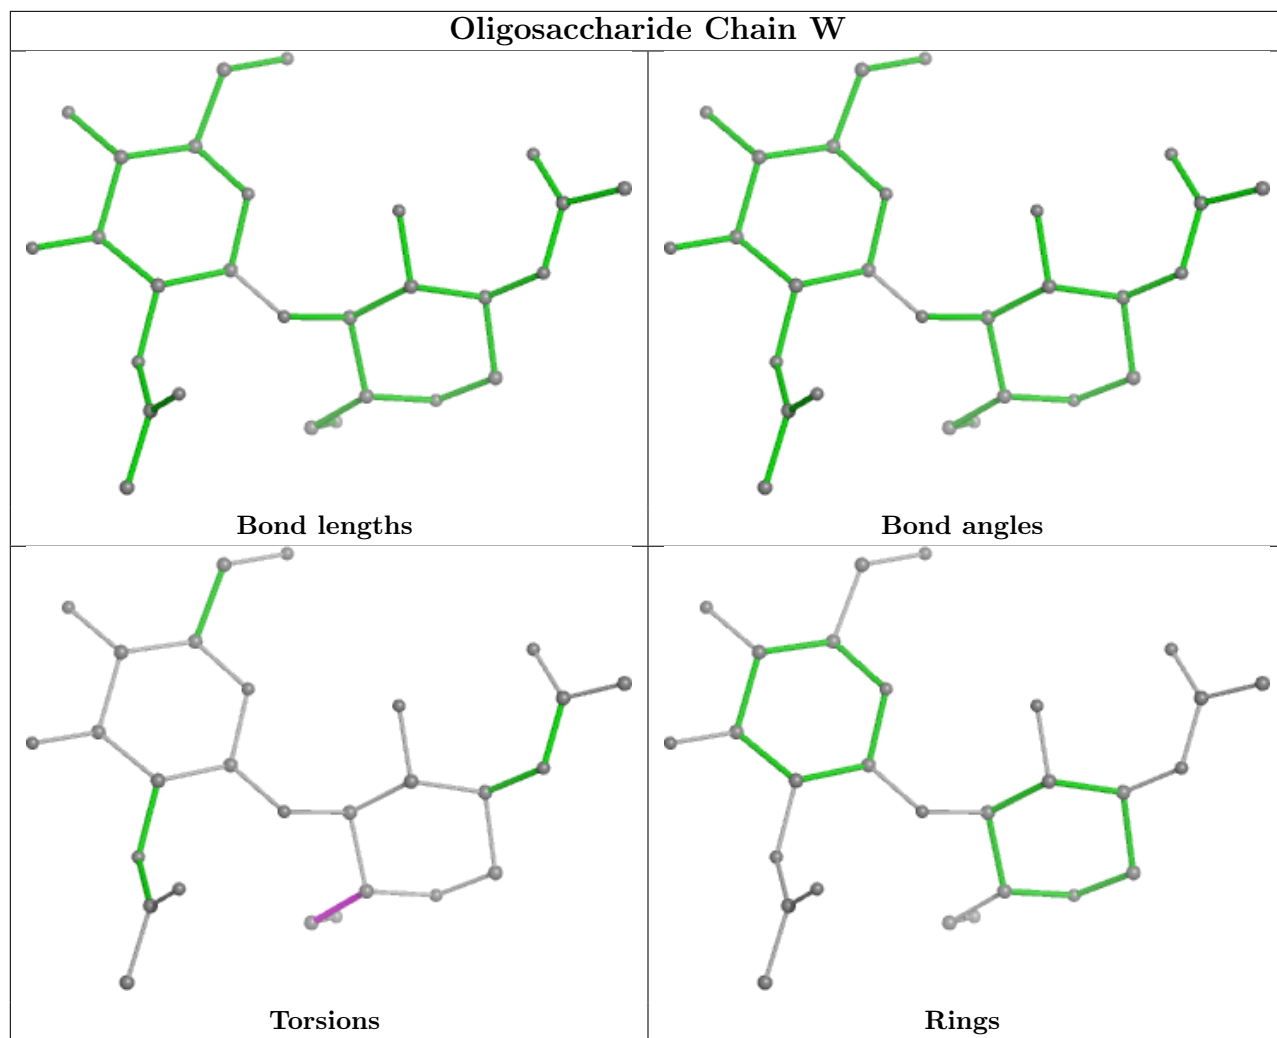 Oligosaccharide Chain W
Bond lengths
Bond angles
Torsions
Rings